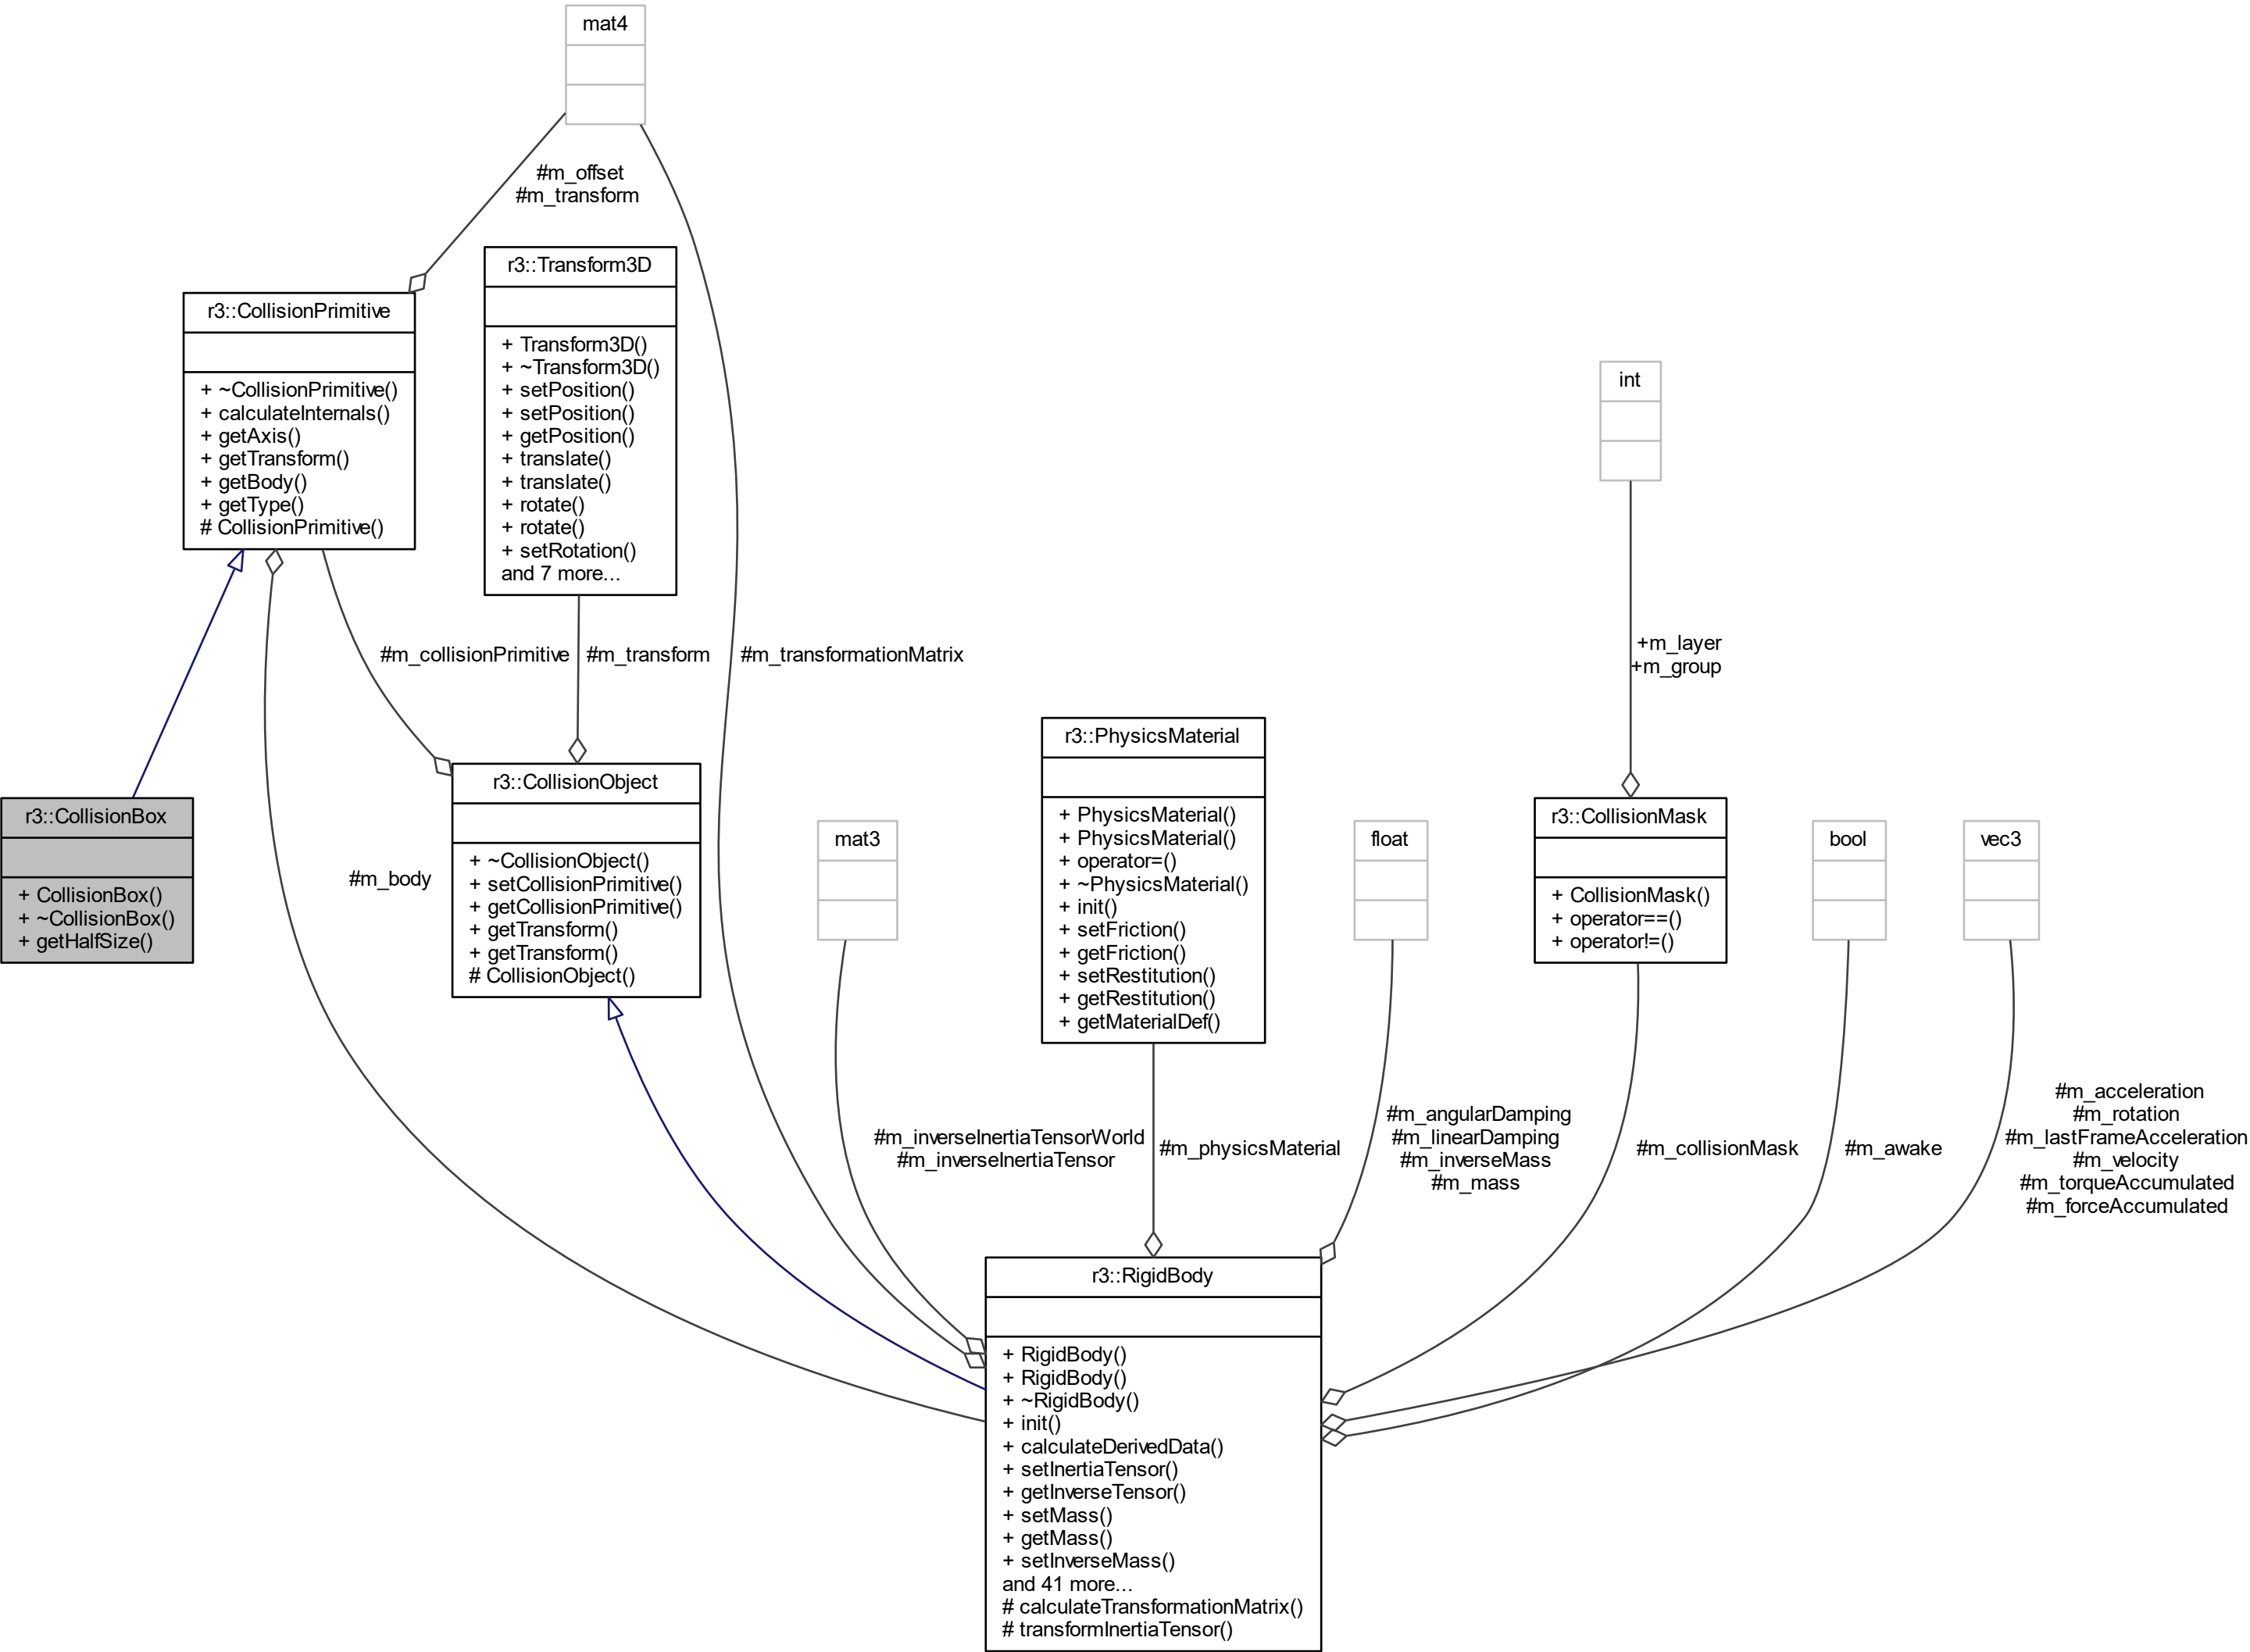 mat4
#m_offset
#m_transform
r3::Transform3D
+ Transform3D()
+ ~Transform3D()
+ setPosition()
+ setPosition()
+ getPosition()
+ translate()
+ translate()
+ rotate()
+ rotate()
+ setRotation()
and 7 more...
r3::CollisionPrimitive
+ ~CollisionPrimitive()
+ calculateInternals()
+ getAxis()
+ getTransform()
+ getBody()
+ getType()
# CollisionPrimitive()
int
#m_collisionPrimitive
#m_transform
#m_transformationMatrix
+m_layer
+m_group
r3::CollisionBox
+ CollisionBox()
+ ~CollisionBox()
+ getHalfSize()
#m_body
r3::CollisionObject
+ ~CollisionObject()
+ setCollisionPrimitive()
+ getCollisionPrimitive()
+ getTransform()
+ getTransform()
# CollisionObject()
mat3
r3::PhysicsMaterial
+ PhysicsMaterial()
+ PhysicsMaterial()
+ operator=()
+ ~PhysicsMaterial()
+ init()
+ setFriction()
+ getFriction()
+ setRestitution()
+ getRestitution()
+ getMaterialDef()
float
r3::CollisionMask
+ CollisionMask()
+ operator==()
+ operator!=()
bool
vec3
#m_inverseInertiaTensorWorld
#m_inverseInertiaTensor
#m_physicsMaterial
#m_angularDamping
#m_linearDamping
#m_inverseMass
#m_mass
#m_collisionMask
#m_awake
#m_acceleration
#m_rotation
#m_lastFrameAcceleration
#m_velocity
#m_torqueAccumulated
#m_forceAccumulated
r3::RigidBody
+ RigidBody()
+ RigidBody()
+ ~RigidBody()
+ init()
+ calculateDerivedData()
+ setInertiaTensor()
+ getInverseTensor()
+ setMass()
+ getMass()
+ setInverseMass()
and 41 more...
# calculateTransformationMatrix()
# transformInertiaTensor()